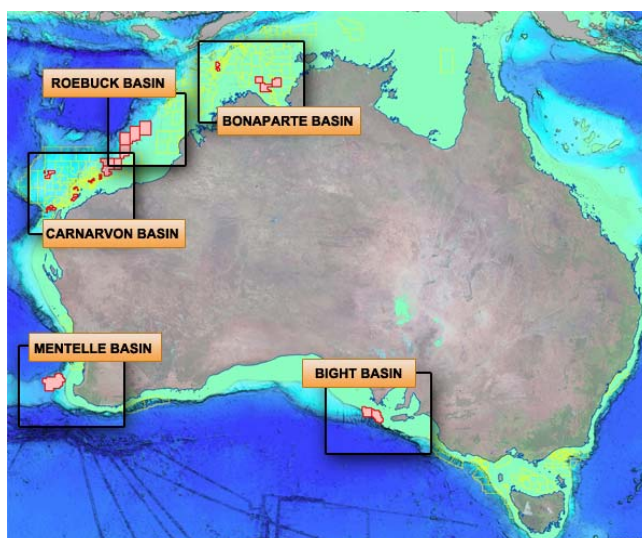 ROEBUCK BASIN
BONAPARTE BASIN
CARNARVON BASIN
MENTELLE BASIN
BIGHT BASIN